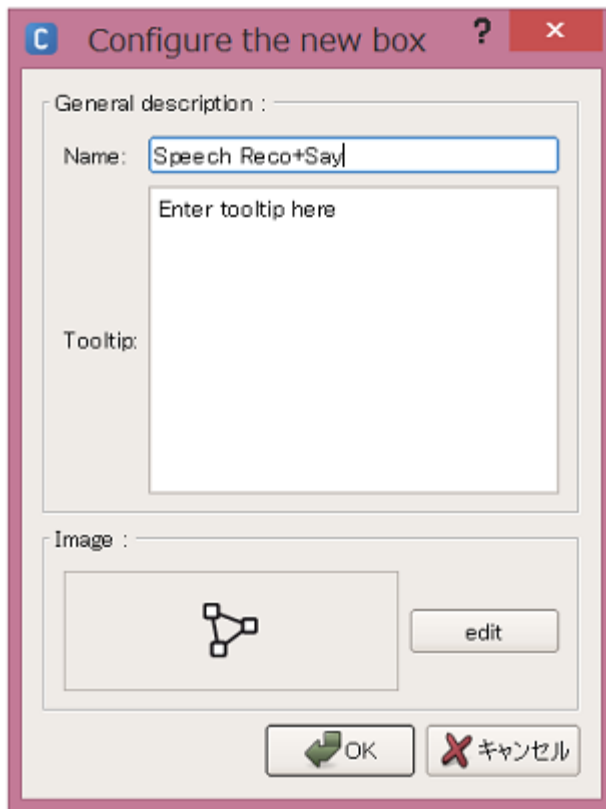 C Configure the new box ? ×
General description :
Name: Speech Reco+Say
Enter tooltip here
Tooltip:
Image :
edit
OK キャンセル